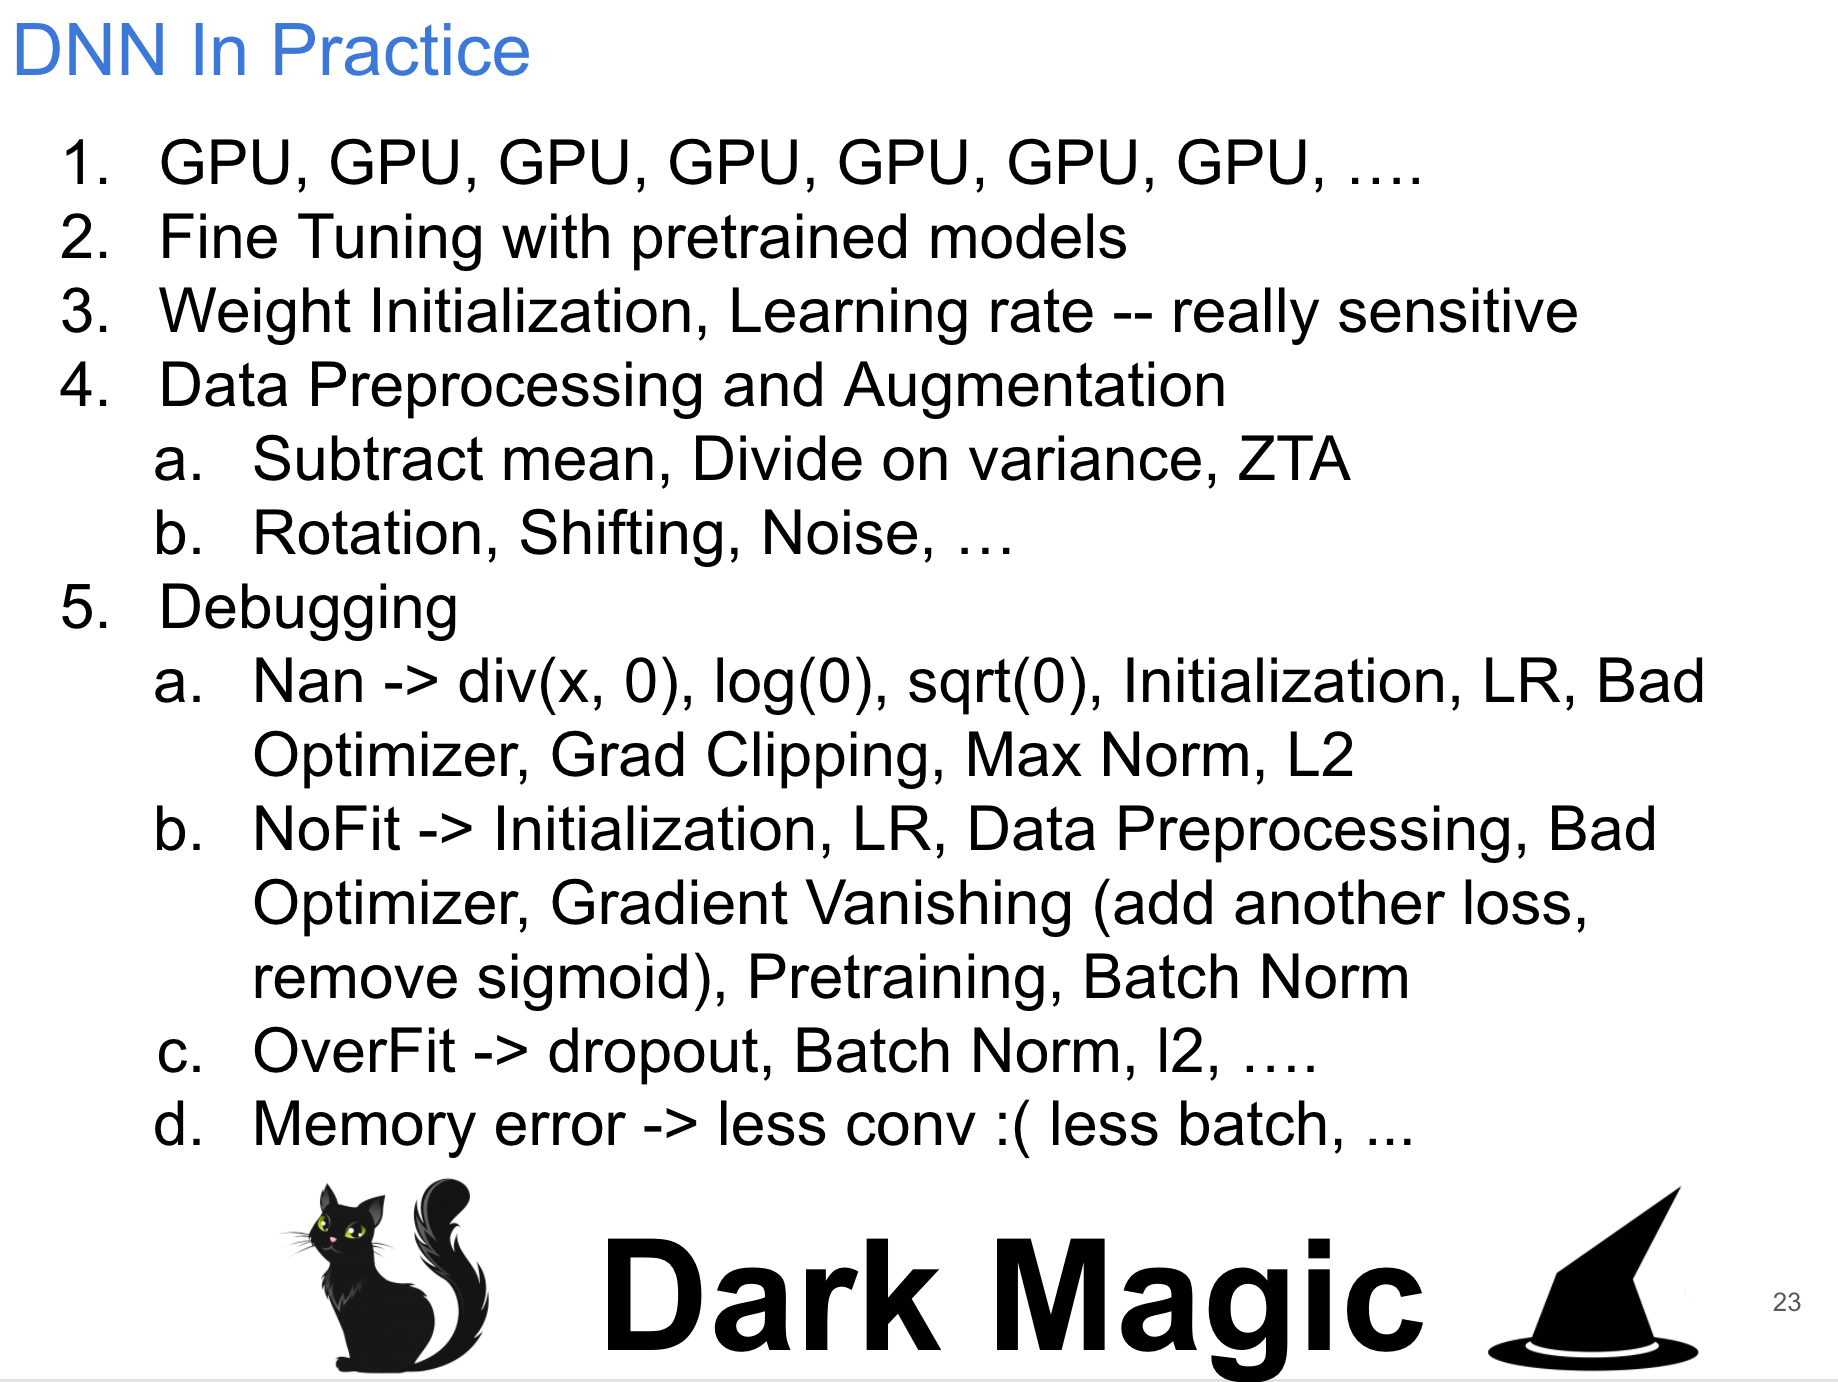 DNN In Practice
1. GPU, GPU, GPU, GPU, GPU, GPU, GPU, ….
2. Fine Tuning with pretrained models
3. Weight Initialization, Learning rate -- really sensitive
4. Data Preprocessing and Augmentation
a. Subtract mean, Divide on variance, ZTA
b. Rotation, Shifting, Noise, …
5. Debugging
a. Nan -> div(x, 0), log(0), sqrt(0), Initialization, LR, Bad
Optimizer, Grad Clipping, Max Norm, L2
b. NoFit -> Initialization, LR, Data Preprocessing, Bad
Optimizer, Gradient Vanishing (add another loss,
remove sigmoid), Pretraining, Batch Norm
c. OverFit -> dropout, Batch Norm, l2, ….
d. Memory error -> less conv :( less batch, ...
Dark Magic
23